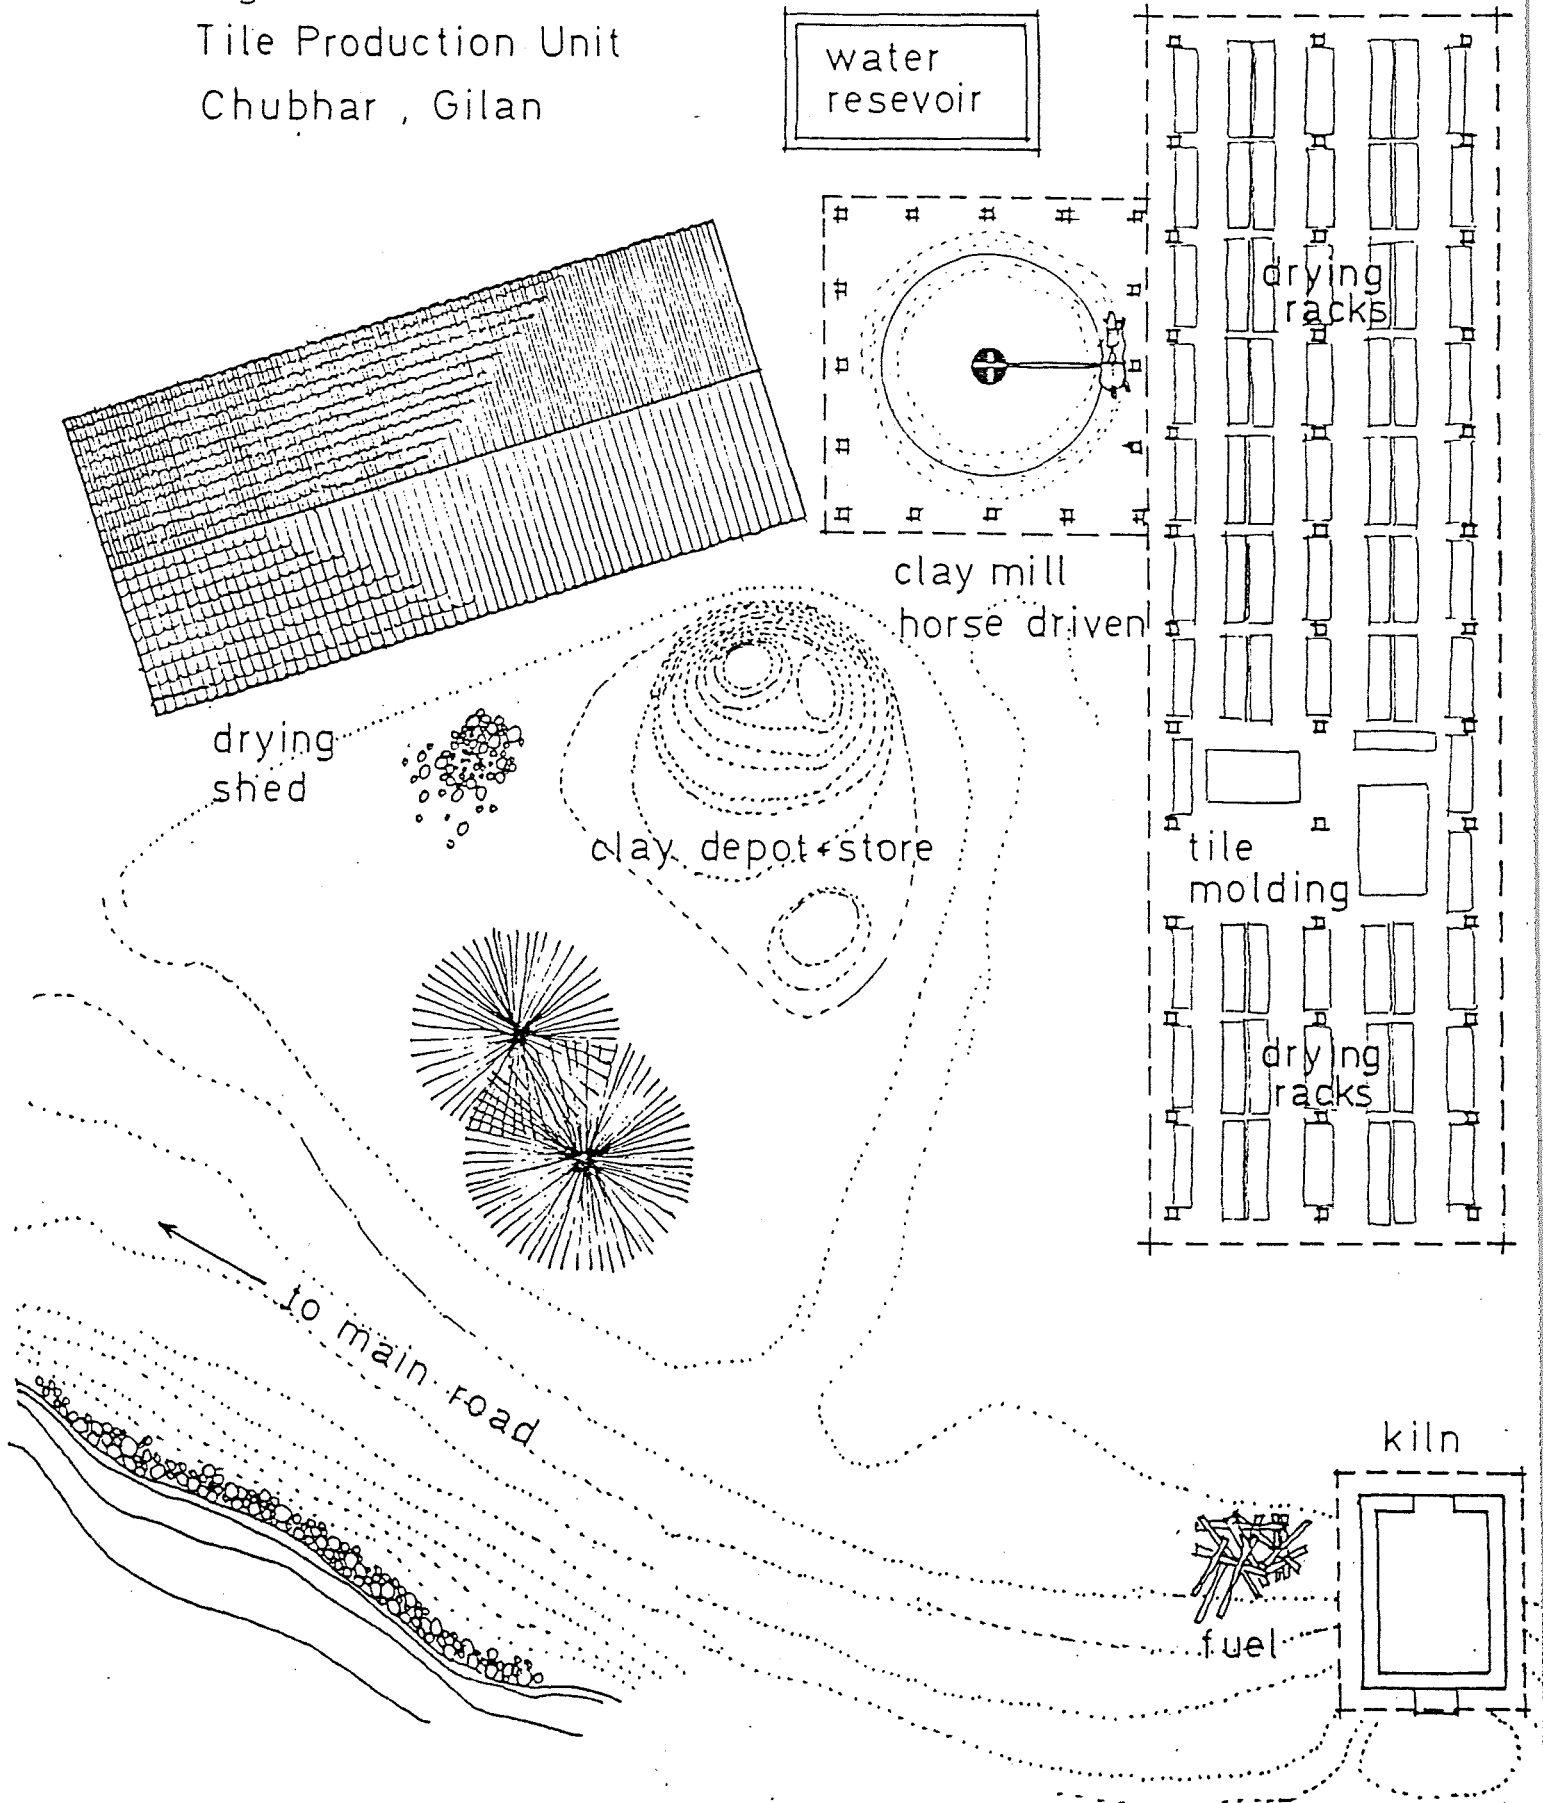 Tile Production Unit
Chubhar , Gilan
water
resevoir
drying
racks
clay mill
horse driven
drying
shed
clay depot + store
tile
molding
drying
racks
to main road
kiln
fuel